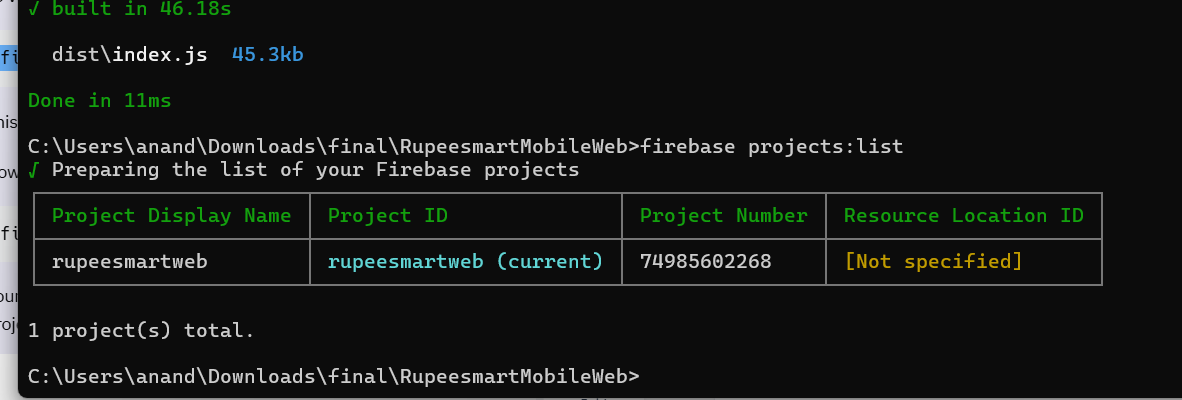 √ built in 46.18s
dist\index.js 45.3kb
Done in 11ms
C:\Users\anand\Downloads\final\RupeesmartMobileWeb>firebase projects:list
√ Preparing the list of your Firebase projects
Project Display Name Project ID Project Number Resource Location ID
rupeesmartweb rupeesmartweb (current) 74985602268 [Not specified]
1 project(s) total.
C:\Users\anand\Downloads\final\RupeesmartMobileWeb>